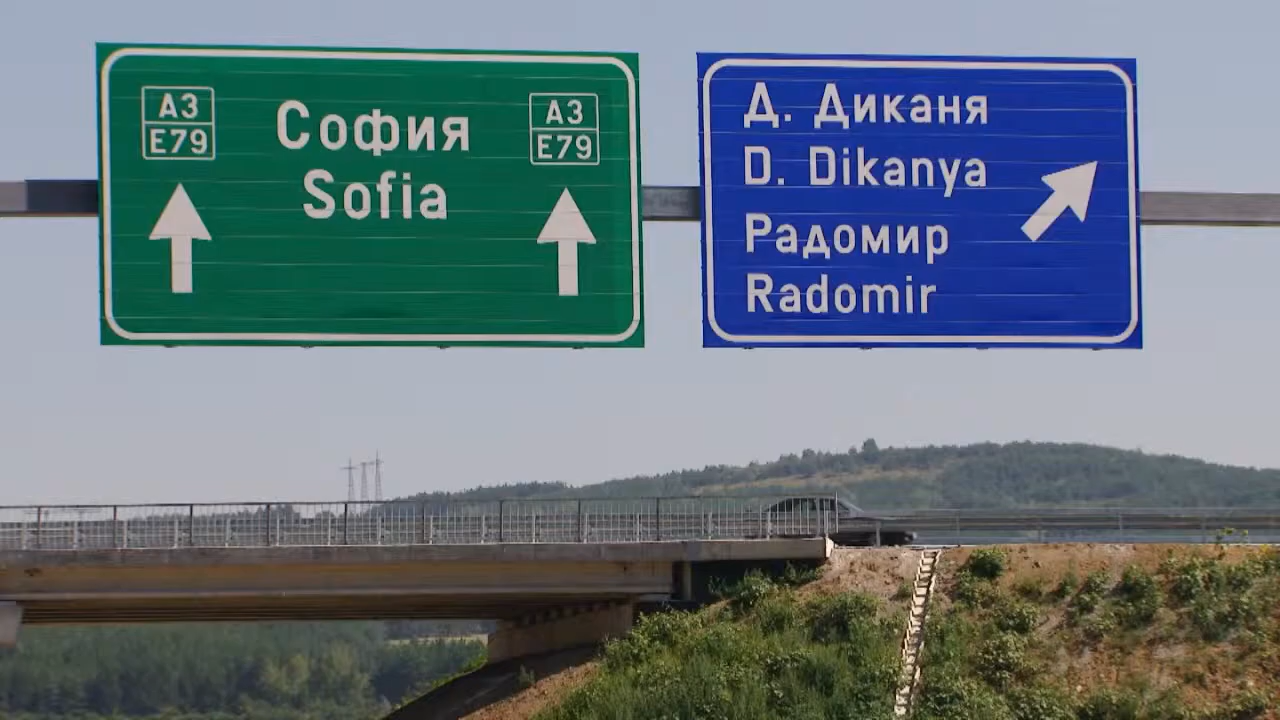 A3
E79
София
Sofia
A3
E79
Д. Диканя
D. Dikanya
Радомир
Radomir